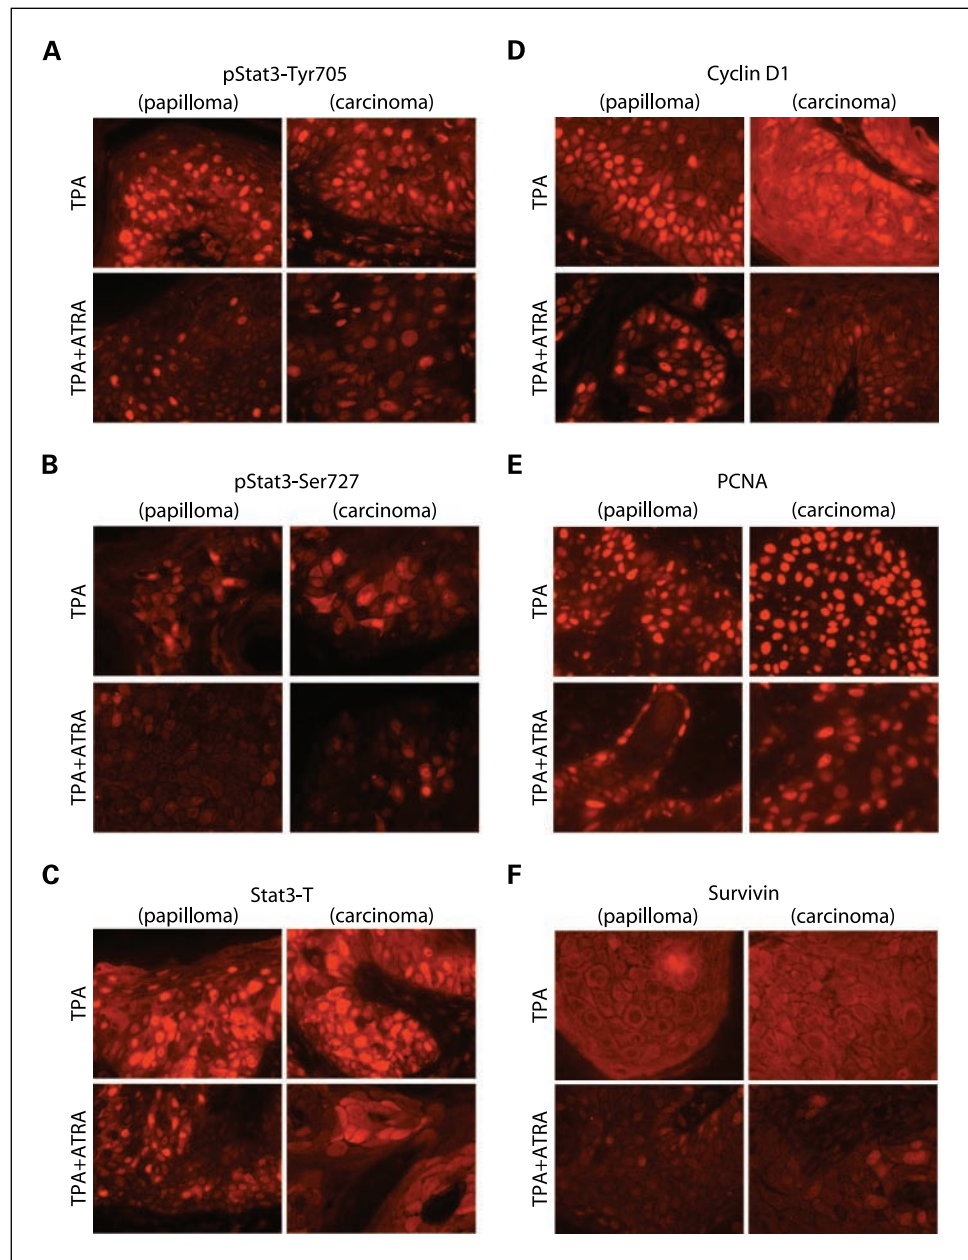 A
pStat3-Tyr705
(papilloma) (carcinoma)
TPA
TPA+ATRA
B
pStat3-Ser727
(papilloma) (carcinoma)
TPA
TPA+ATRA
C
Stat3-T
(papilloma) (carcinoma)
TPA
TPA+ATRA
D
Cyclin D1
(papilloma) (carcinoma)
TPA
TPA+ATRA
E
PCNA
(papilloma) (carcinoma)
TPA
TPA+ATRA
F
Survivin
(papilloma) (carcinoma)
TPA
TPA+ATRA